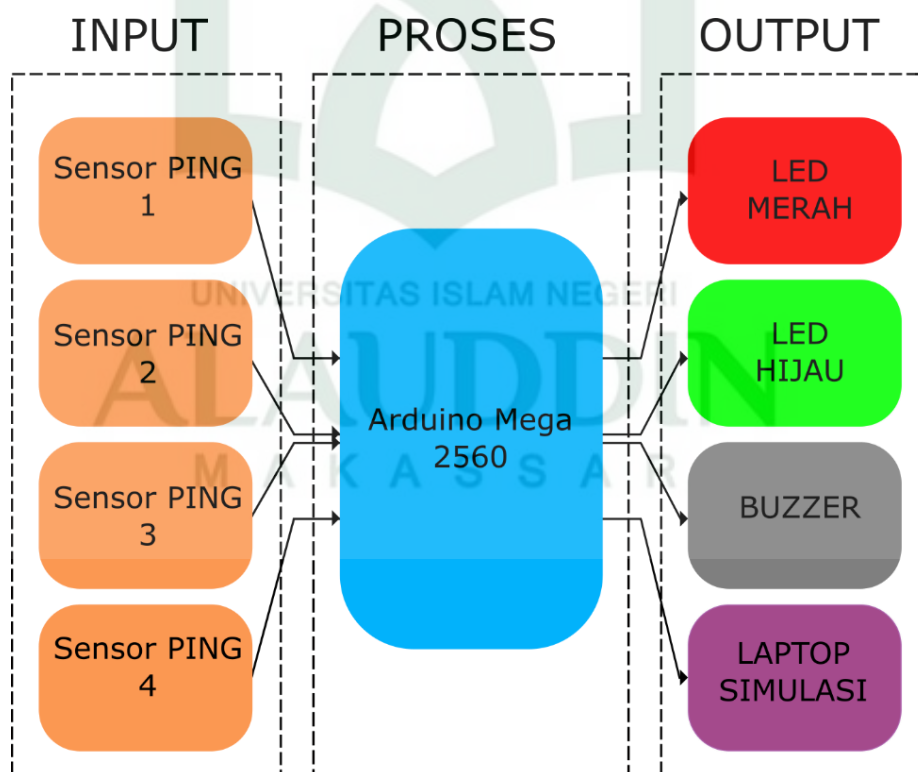 INPUT
PROSES
OUTPUT
Sensor PING
1
Sensor PING
2
Sensor PING
3
Sensor PING
4
Arduino Mega
2560
LED
MERAH
LED
HIJAU
BUZZER
LAPTOP
SIMULASI
UNIVERSITAS ISLAM NEGERI
ALAUDDIN
MAKASSAR